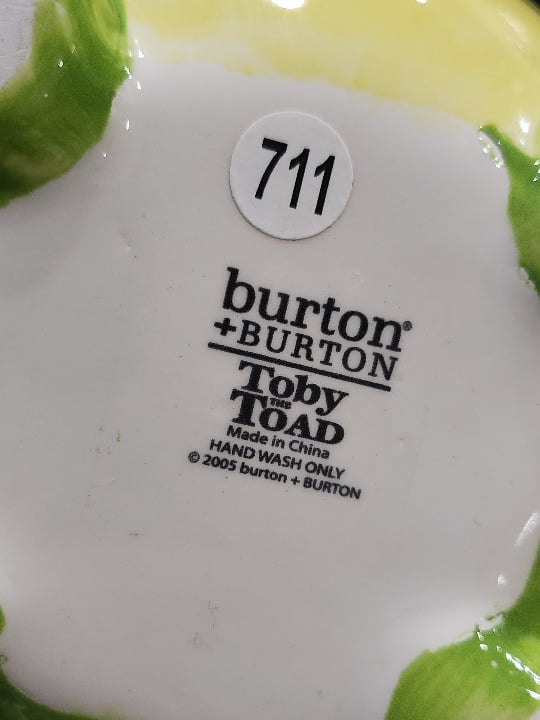 711
burton®
+BURTON
Toby
THE
TOAD
Made in China
HAND WASH ONLY
© 2005 burton + BURTON